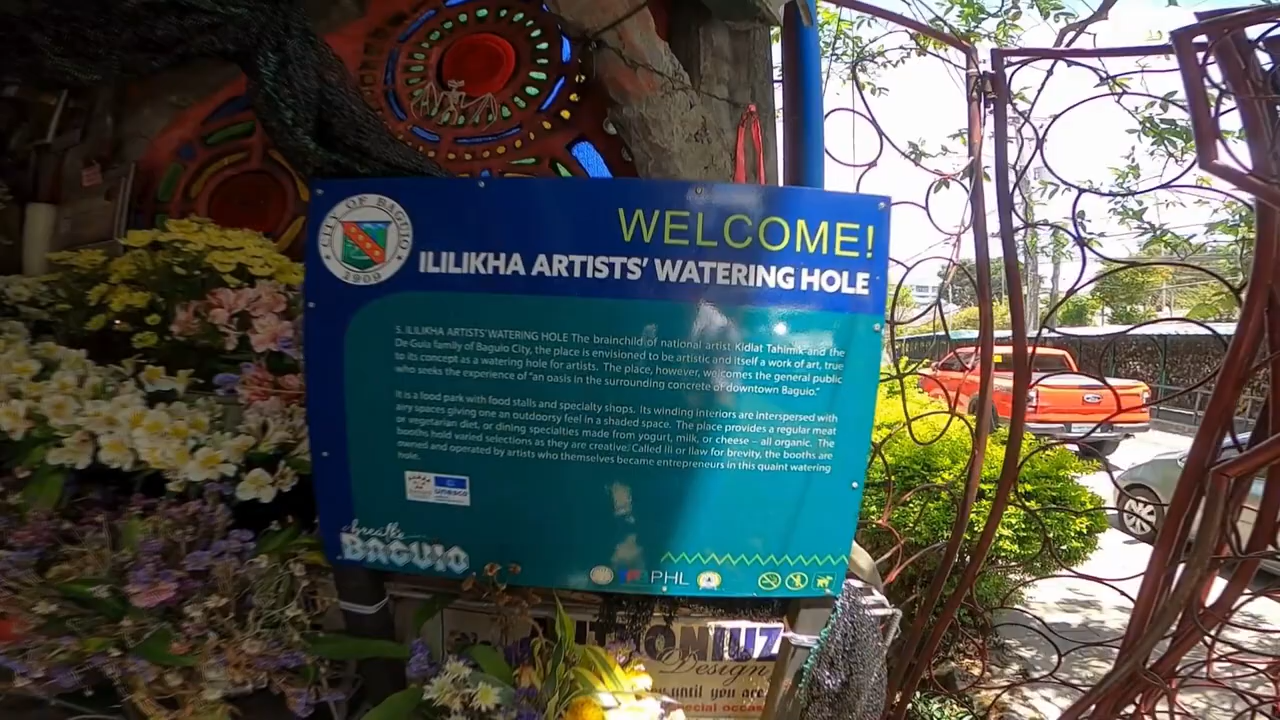 WELCOME!
CITY OF BAGUIO
1909
ILILIKHA ARTISTS' WATERING HOLE
5. ILILIKHA ARTISTS' WATERING HOLE The brainchild of national artist Kidlat Tahimik and the
De Guia family of Baguio City, the place is envisioned to be artistic and itself a work of art, true
to its concept as a watering hole for artists. The place, however, welcomes the general public
who seeks the experience of "an oasis in the surrounding concrete of downtown Baguio."
It is a food park with food stalls and specialty shops. Its winding interiors are interspersed with
airy spaces giving one an outdoorsy feel in a shaded space. The place provides a regular meat
or vegetarian diet, or dining specialties made from yogurt, milk, or cheese – all organic. The
booths hold varied selections as they are creative. Called Ili or Ilaw for brevity, the booths are
owned and operated by artists who themselves became entrepreneurs in this quaint watering
hole.
unesco
breathe
BAGUIO
PHL
Design
until you
special